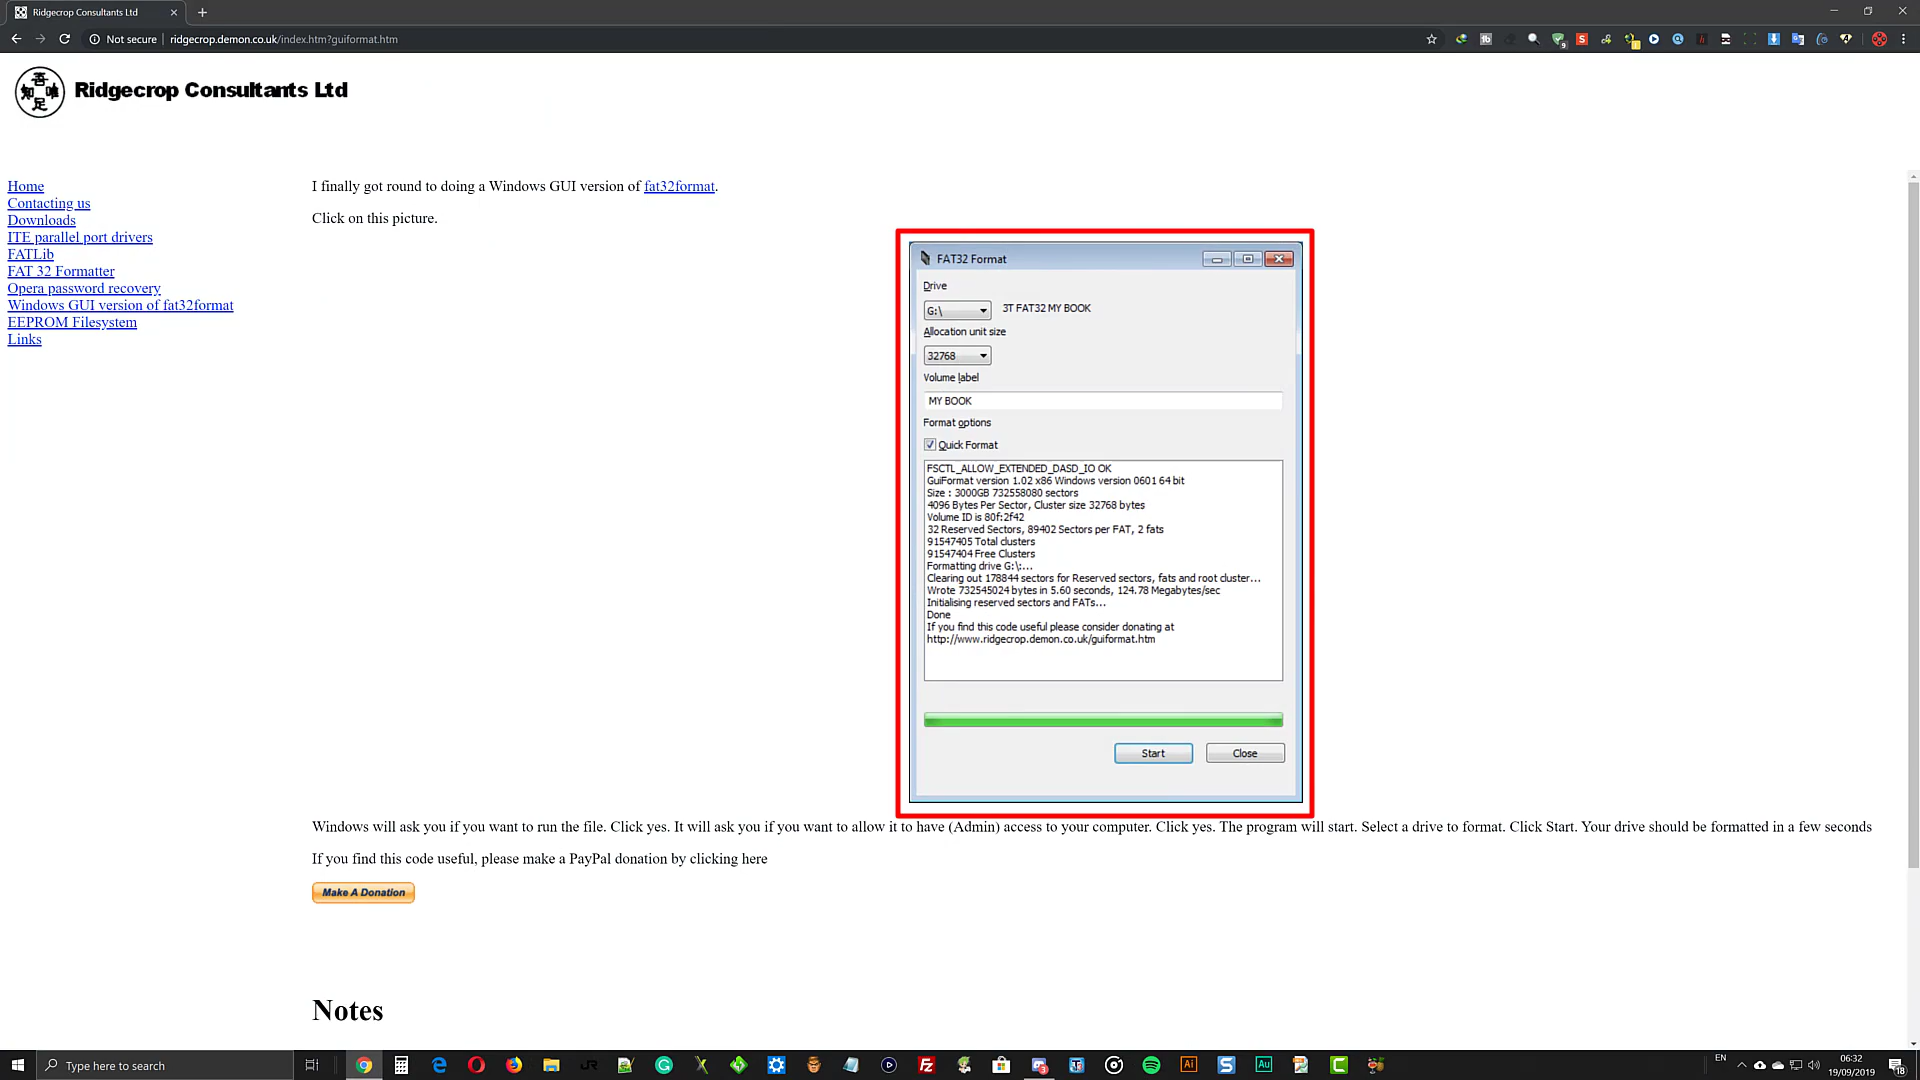 Ridgecrop Consultants Ltd
Not secure
ridgecrop.demon.co.uk/index.htm?guiformat.htm
吾
知 唯
足
Ridgecrop Consultants Ltd
Home
Contacting us
Downloads
ITE parallel port drivers
FATLib
FAT 32 Formatter
Opera password recovery
Windows GUI version of fat32format
EEPROM Filesystem
Links
I finally got round to doing a Windows GUI version of fat32format.
Click on this picture.
FAT32 Format
Drive
G:\ 3T FAT32 MY BOOK
Allocation unit size
32768
Volume label
MY BOOK
Format options
Quick Format
FSCTL_ALLOW_EXTENDED_DASD_IO OK
GuiFormat version 1.02 x86 Windows version 0601 64 bit
Size : 3000GB 732558080 sectors
4096 Bytes Per Sector, Cluster size 32768 bytes
Volume ID is 80f:2f42
32 Reserved Sectors, 89402 Sectors per FAT, 2 fats
91547405 Total clusters
91547404 Free Clusters
Formatting drive G:\:...
Clearing out 178844 sectors for Reserved sectors, fats and root cluster...
Wrote 732545024 bytes in 5.60 seconds, 124.78 Megabytes/sec
Initialising reserved sectors and FATs...
Done
If you find this code useful please consider donating at
http://www.ridgecrop.demon.co.uk/guiformat.htm
Start Close
Windows will ask you if you want to run the file. Click yes. It will ask you if you want to allow it to have (Admin) access to your computer. Click yes. The program will start. Select a drive to format. Click Start. Your drive should be formatted in a few seconds
If you find this code useful, please make a PayPal donation by clicking here
Make A Donation
Notes
Type here to search
EN
06:32
19/09/2019
18